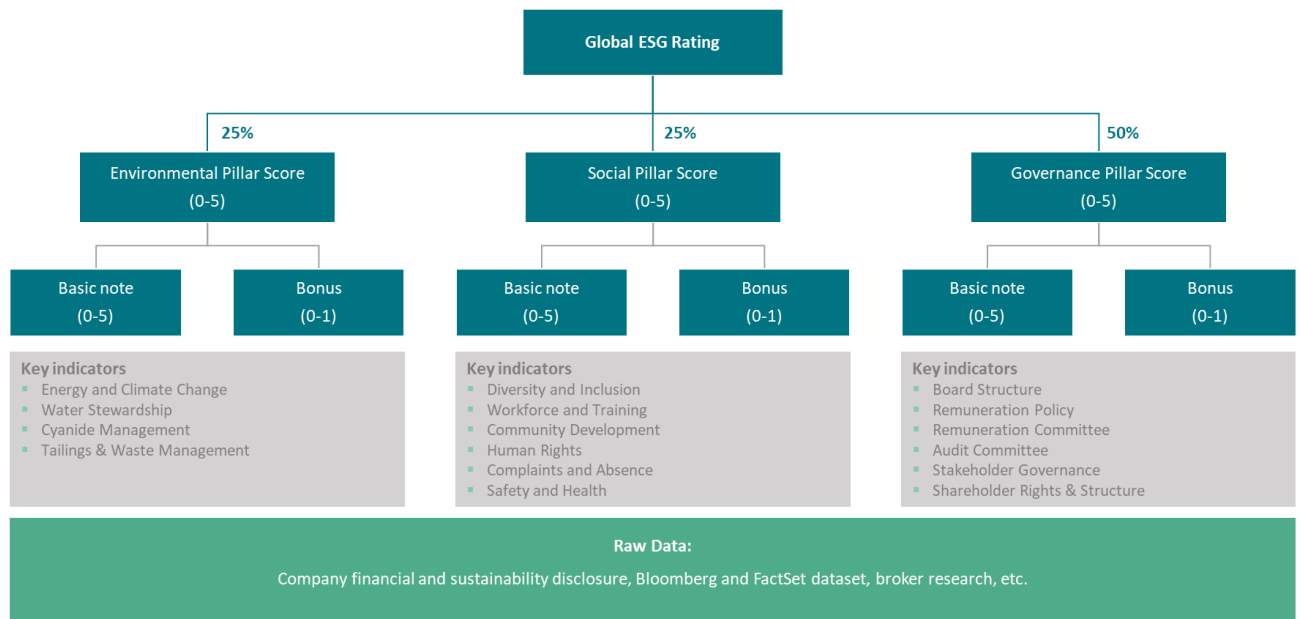 Global ESG Rating
25%
25%
50%
Environmental Pillar Score
(0-5)
Social Pillar Score
(0-5)
Governance Pillar Score
(0-5)
Basic note
(0-5)
Bonus
(0-1)
Basic note
(0-5)
Bonus
(0-1)
Basic note
(0-5)
Bonus
(0-1)
Key indicators
Energy and Climate Change
Water Stewardship
Cyanide Management
Tailings & Waste Management
Key indicators
Diversity and Inclusion
Workforce and Training
Community Development
Human Rights
Complaints and Absence
Safety and Health
Key indicators
Board Structure
Remuneration Policy
Remuneration Committee
Audit Committee
Stakeholder Governance
Shareholder Rights & Structure
Raw Data:
Company financial and sustainability disclosure, Bloomberg and FactSet dataset, broker research, etc.